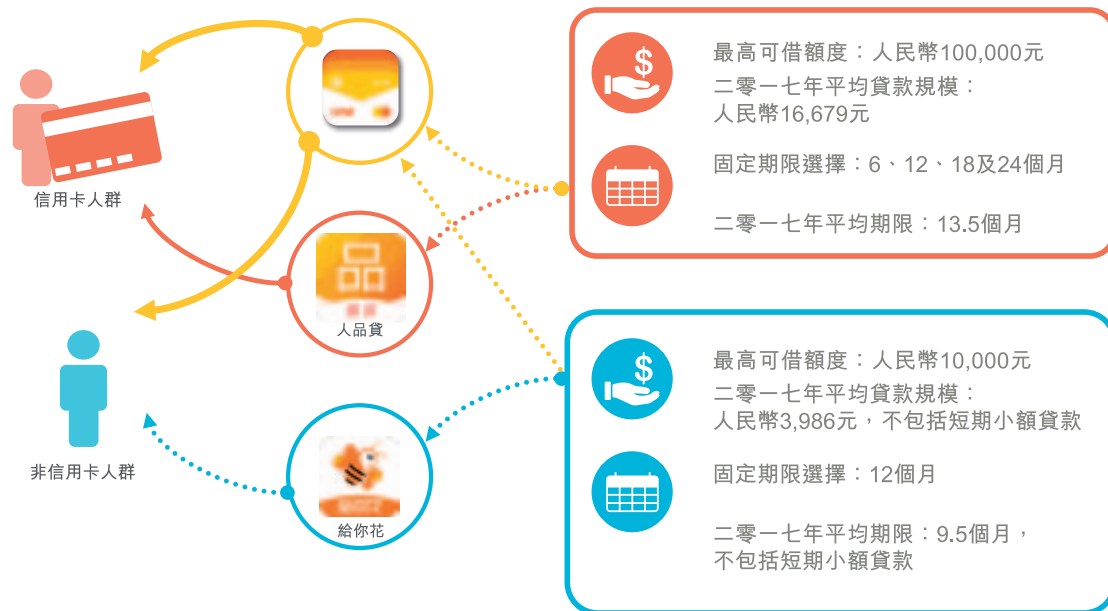 信用卡人群
非信用卡人群
人品貸
給你花
品
$
最高可借額度：人民幣100,000元
二零一七年平均貸款規模：
人民幣16,679元
固定期限選擇：6、12、18及24個月
二零一七年平均期限：13.5個月
$
最高可借額度：人民幣10,000元
二零一七年平均貸款規模：
人民幣3,986元，不包括短期小額貸款
固定期限選擇：12個月
二零一七年平均期限：9.5個月，
不包括短期小額貸款